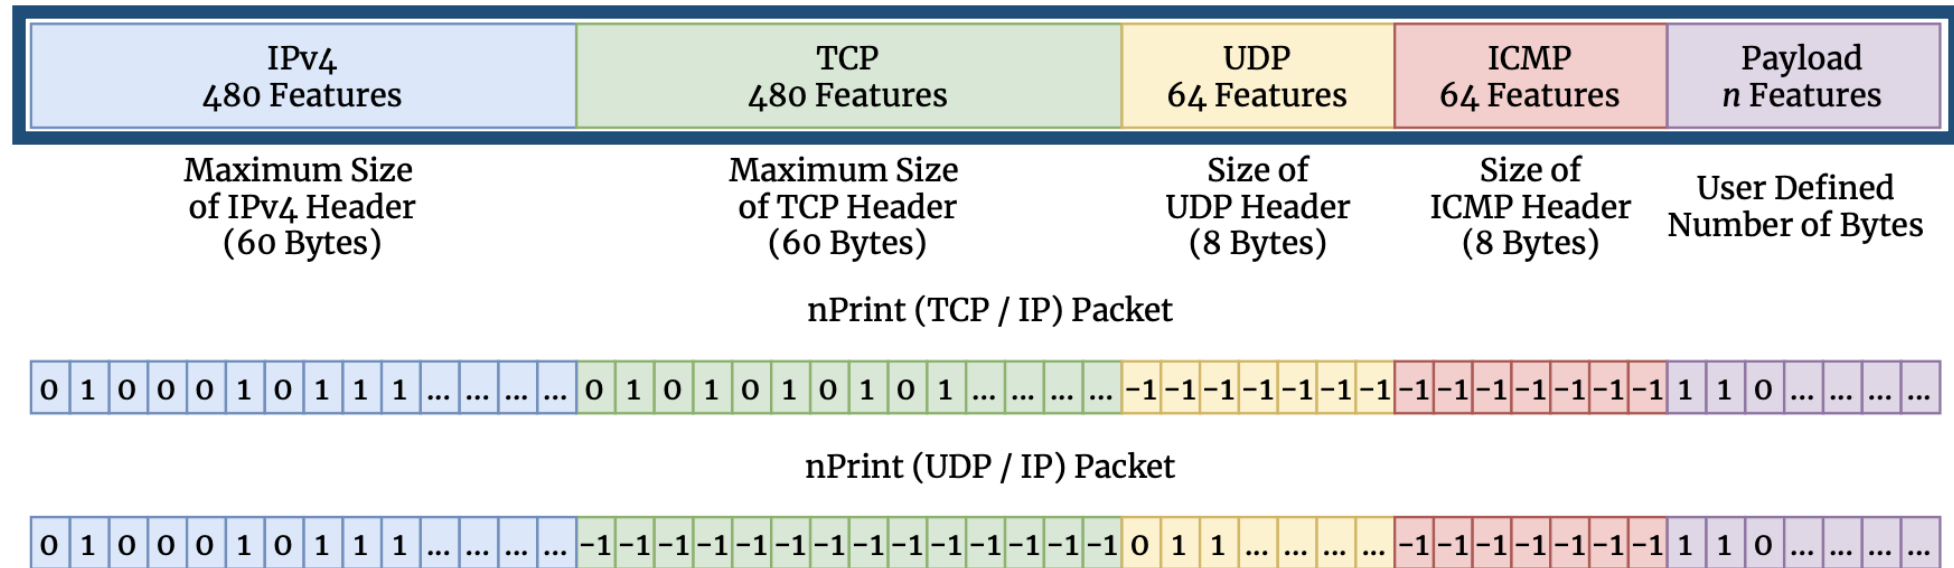 IPv4
480 Features
TCP
480 Features
UDP
64 Features
ICMP
64 Features
Payload
n Features
Maximum Size
of IPv4 Header
(60 Bytes)
Maximum Size
of TCP Header
(60 Bytes)
Size of
UDP Header
(8 Bytes)
Size of
ICMP Header
(8 Bytes)
User Defined
Number of Bytes
nPrint (TCP / IP) Packet
0 1 0 0 0 1 0 1 1 1 ... ... ... ... 0 1 0 1 0 1 0 1 0 1 ... ... ... ... -1 -1 -1 -1 -1 -1 -1 -1 -1 -1 -1 -1 -1 -1 1 1 0 ... ... ... ...
nPrint (UDP / IP) Packet
0 1 0 0 0 1 0 1 1 1 ... ... ... ... -1 -1 -1 -1 -1 -1 -1 -1 -1 -1 -1 -1 -1 -1 0 1 1 ... ... ... ... -1 -1 -1 -1 -1 -1 -1 1 1 0 ... ... ... ...